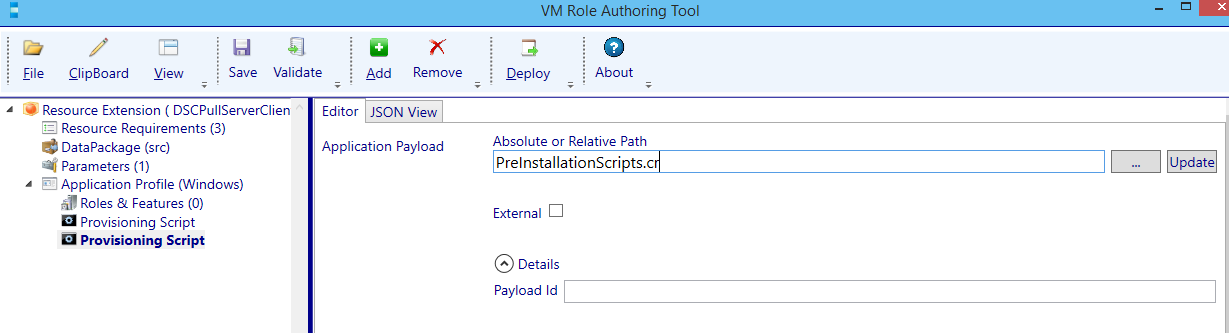 VM Role Authoring Tool
File ClipBoard View Save Validate Add Remove Deploy About
Resource Extension ( DSCPullServerClien
Resource Requirements (3)
DataPackage (src)
Parameters (1)
Application Profile (Windows)
Roles & Features (0)
Provisioning Script
Provisioning Script
Editor JSON View
Application Payload Absolute or Relative Path
PreInstallationScripts.cr ... Update
External
Details
Payload Id